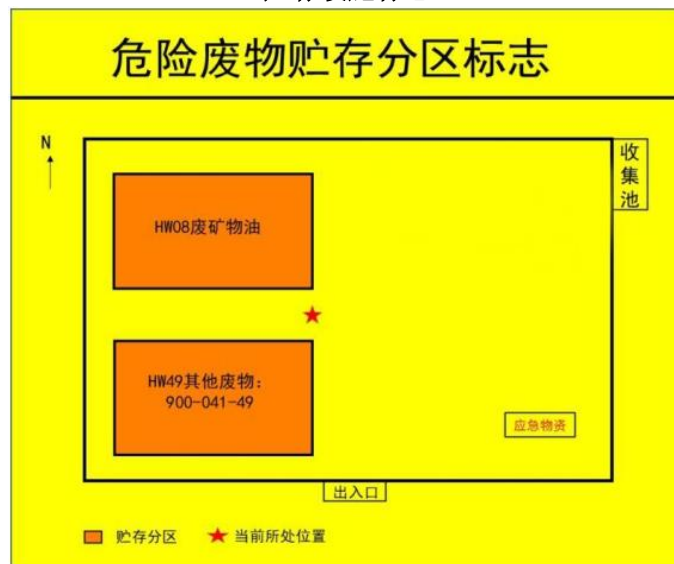 危险废物贮存分区标志
N
收集池
HW08废矿物油
HW49其他废物:
900-041-49
应急物资
出入口
贮存分区
当前所处位置